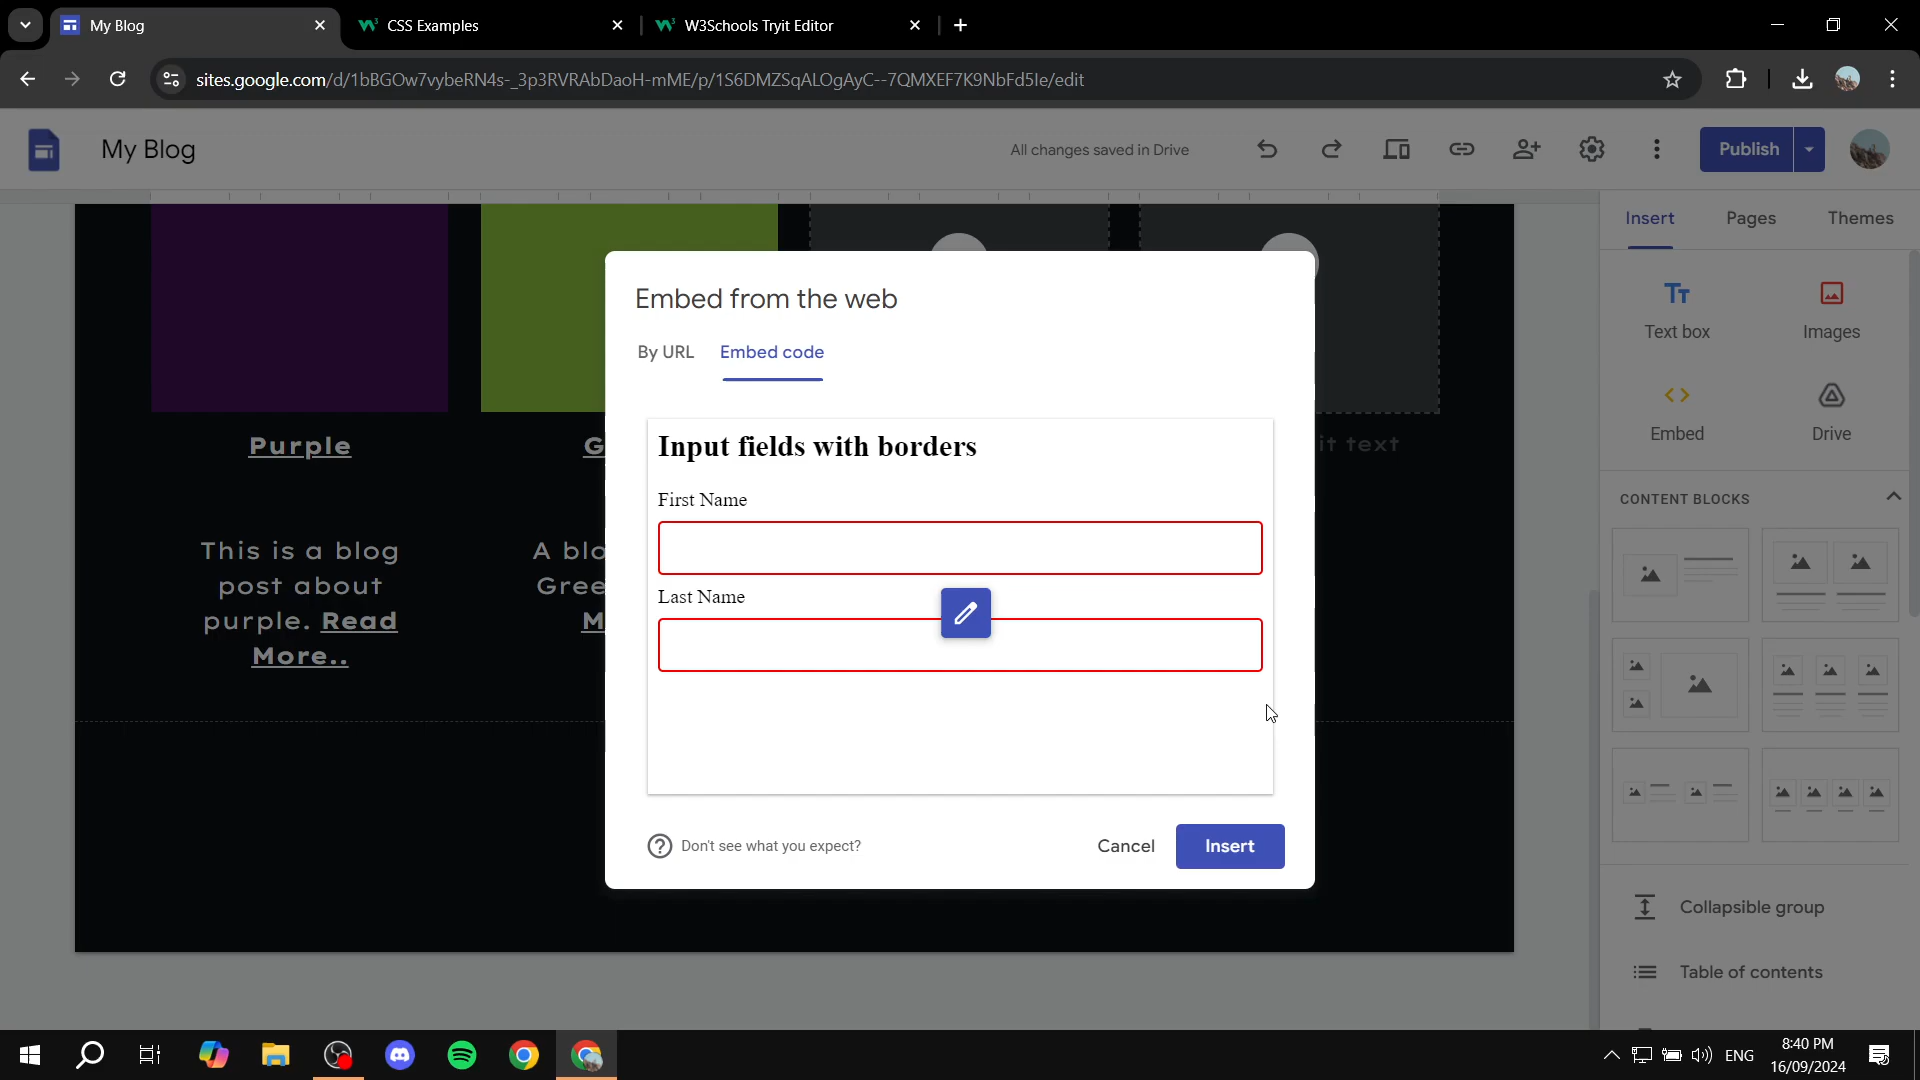 My Blog
CSS Examples
W3Schools Tryit Editor
sites.google.com/d/1bBGOw7vybeRN4s-_3p3RVRAbDaoH-mME/p/1S6DMZSqALOgAyC--7QMXEF7K9NbFd5Ie/edit
My Blog
All changes saved in Drive
Publish
Insert
Pages
Themes
Embed from the web
By URL
Embed code
Text box
Images
Embed
Drive
Input fields with borders
First Name
Last Name
Don't see what you expect?
Cancel
Insert
Purple
This is a blog
post about
purple. Read
More..
G
A blo
Gree
M
it text
CONTENT BLOCKS
Collapsible group
Table of contents
ENG
8:40 PM
16/09/2024